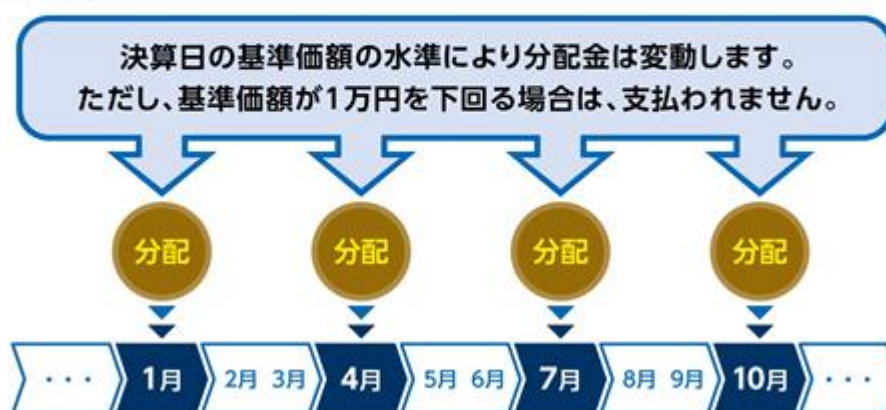 決算日の基準価額の水準により分配金は変動します。
ただし、基準価額が1万円を下回る場合は、支払われません。
分配 分配 分配 分配
・・・ 1月 2月 3月 4月 5月 6月 7月 8月 9月 10月 ・・・